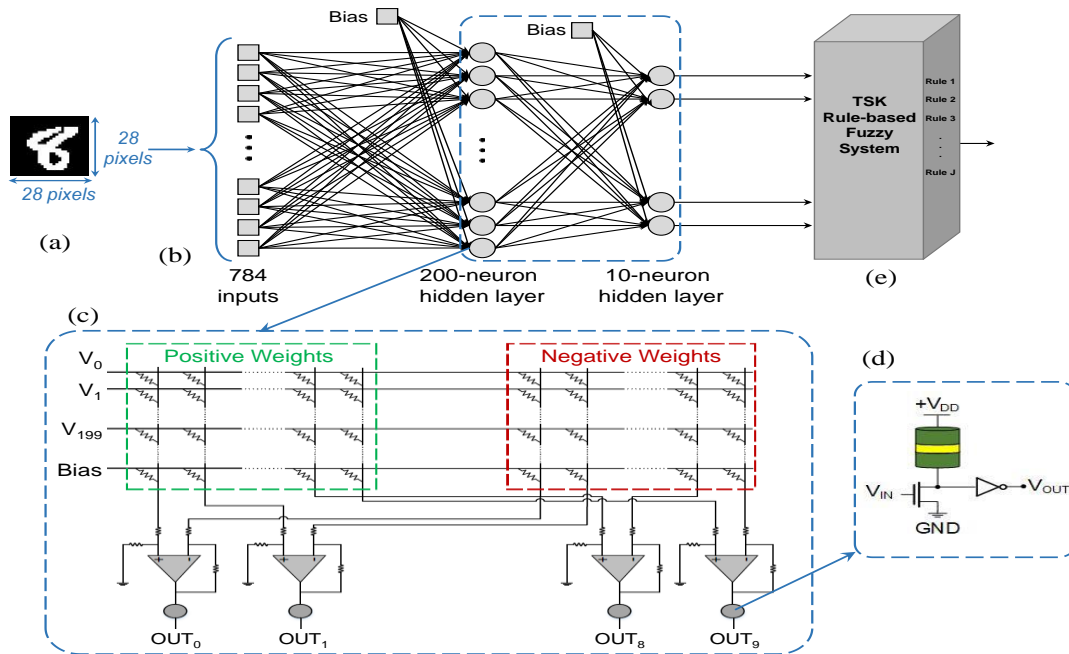 Bias
Bias
28
pixels
28 pixels
(a)
(b)
784
inputs
200-neuron
hidden layer
10-neuron
hidden layer
TSK
Rule-based
Fuzzy
System
Rule 1
Rule 2
Rule 3
.
.
.
Rule J
(e)
(c)
Positive Weights
Negative Weights
V0
V1
V199
Bias
+ -
+ -
+ -
+ -
OUT0
OUT1
OUT8
OUT9
(d)
+VDD
VIN
VOUT
GND